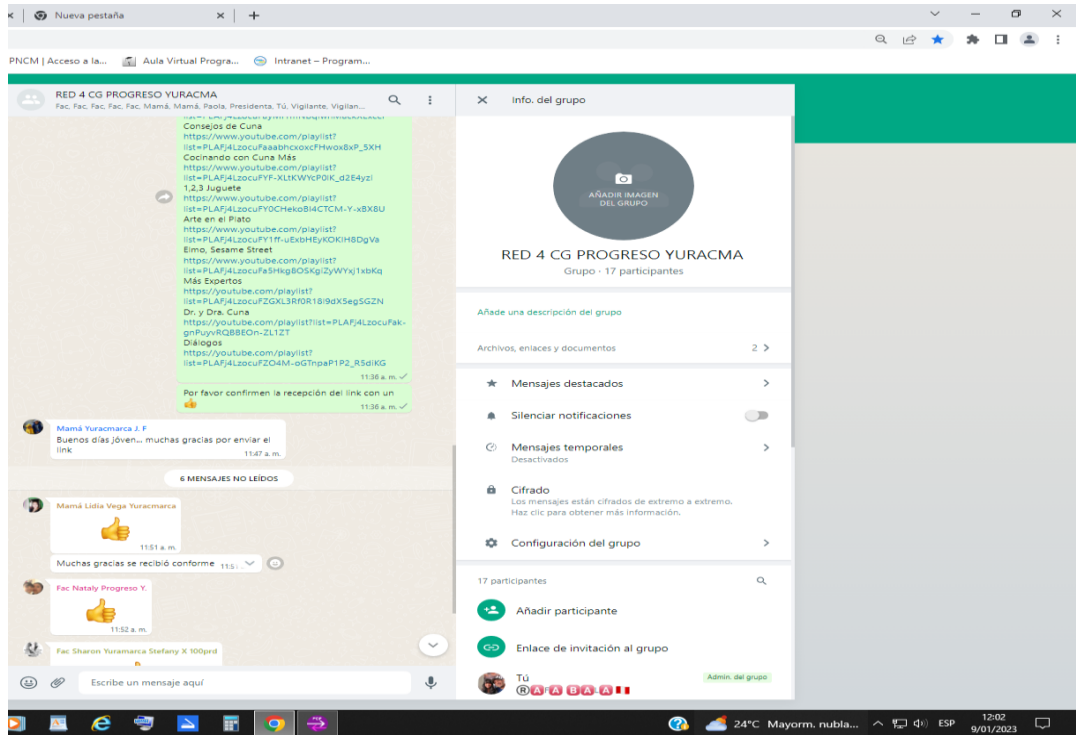 Nueva pestaña
PNCM | Acceso a la...
Aula Virtual Progra...
Intranet – Program...
RED 4 CG PROGRESO YURACMA
Fac, Fac, Fac, Fac, Fac, Mamá, Mamá, Paola, Presidenta, Tú, Vigilante, Vigilan...
Consejos de Cuna
https://www.youtube.com/playlist?
list=PLAFj4LzocuFaaabhcxoxcFHwox8xP_5XH
Cocinando con Cuna Más
https://www.youtube.com/playlist?
list=PLAFj4LzocuFYF-XLtKWYcP0lK_d2E4yzl
1,2,3 Juguete
https://www.youtube.com/playlist?
list=PLAFj4LzocuFY0CHekoBl4CTCM-Y-xBX8U
Arte en el Plato
https://www.youtube.com/playlist?
list=PLAFj4LzocuFY1ff-uExbHEyKOKlH8DgVa
Elmo, Sesame Street
https://www.youtube.com/playlist?
list=PLAFj4LzocuFa5Hkg8OSKglZyWYxj1xbKq
Más Expertos
https://youtube.com/playlist?
list=PLAFj4LzocuFZGXL3Rf0R18l9dX5egSGZN
Dr. y Dra. Cuna
https://youtube.com/playlist?list=PLAFj4LzocuFak-
gnPuyvRQB8EOn-ZL1ZT
Diálogos
https://youtube.com/playlist?
list=PLAFj4LzocuFZO4M-oGTnpaP1P2_R5diKG
11:36 a. m.
Por favor confirmen la recepción del link con un
👍
11:36 a. m.
Mamá Yuracmarca J. F
Buenos días jóven... muchas gracias por enviar el
link
11:47 a. m.
6 MENSAJES NO LEÍDOS
Mamá Lidia Vega Yuracmarca
👍
11:51 a. m.
Muchas gracias se recibió conforme
Fac Nataly Progreso Y.
👍
11:52 a. m.
Fac Sharon Yuramarca Stefany X 100prd
Escribe un mensaje aquí
Info. del grupo
AÑADIR IMAGEN
DEL GRUPO
RED 4 CG PROGRESO YURACMA
Grupo · 17 participantes
Añade una descripción del grupo
Archivos, enlaces y documentos 2
Mensajes destacados
Silenciar notificaciones
Mensajes temporales
Desactivados
Cifrado
Los mensajes están cifrados de extremo a extremo.
Haz clic para obtener más información.
Configuración del grupo
17 participantes
Añadir participante
Enlace de invitación al grupo
Tú
Admin. del grupo
24°C Mayorm. nubla...
ESP
12:02
9/01/2023